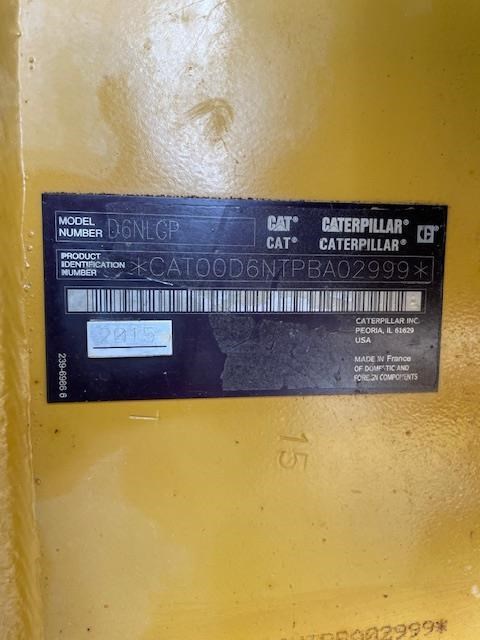 MODEL NUMBER D6NLGP
CAT® CATERPILLAR®
CAT® CATERPILLAR®
PRODUCT IDENTIFICATION NUMBER *CAT00D6NTPBA02999*
2015
CATERPILLAR INC.
PEORIA, IL 61629
USA
MADE IN France
OF DOMESTIC AND
FOREIGN COMPONENTS
239-6986 6
15
PBA02999*